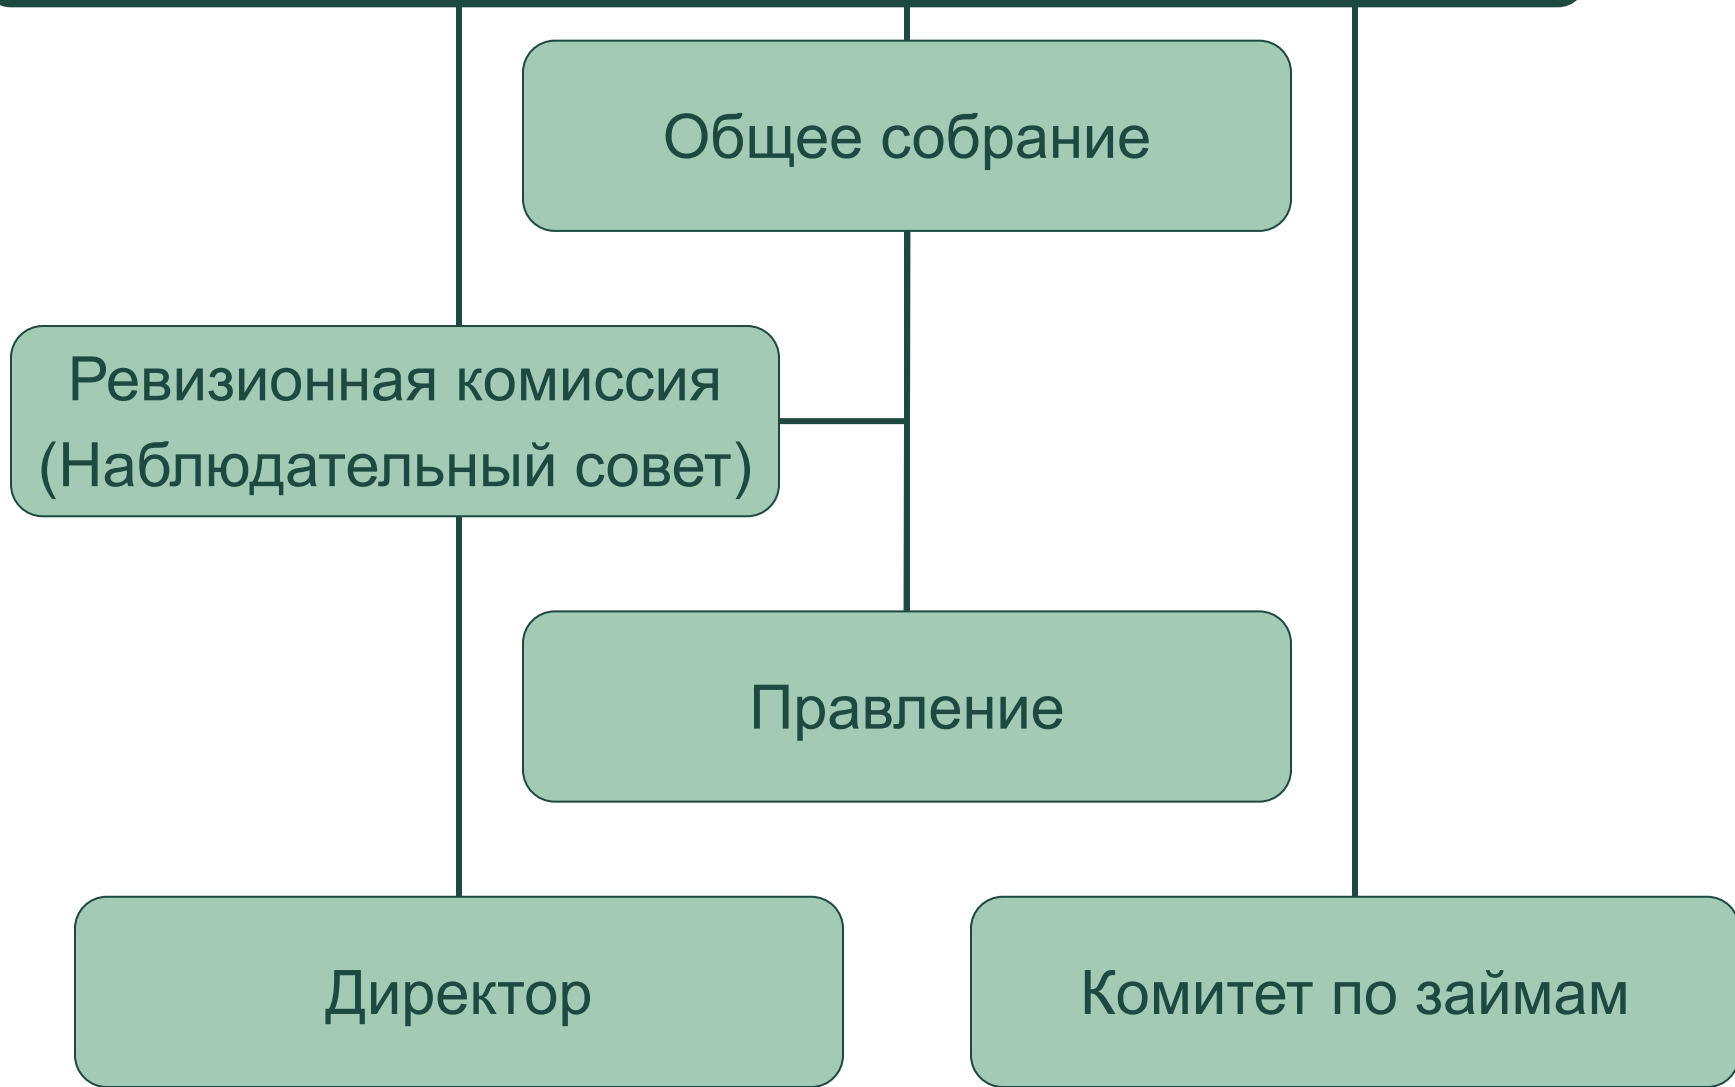 Общее собрание
Ревизионная комиссия
(Наблюдательный совет)
Правление
Директор
Комитет по займам